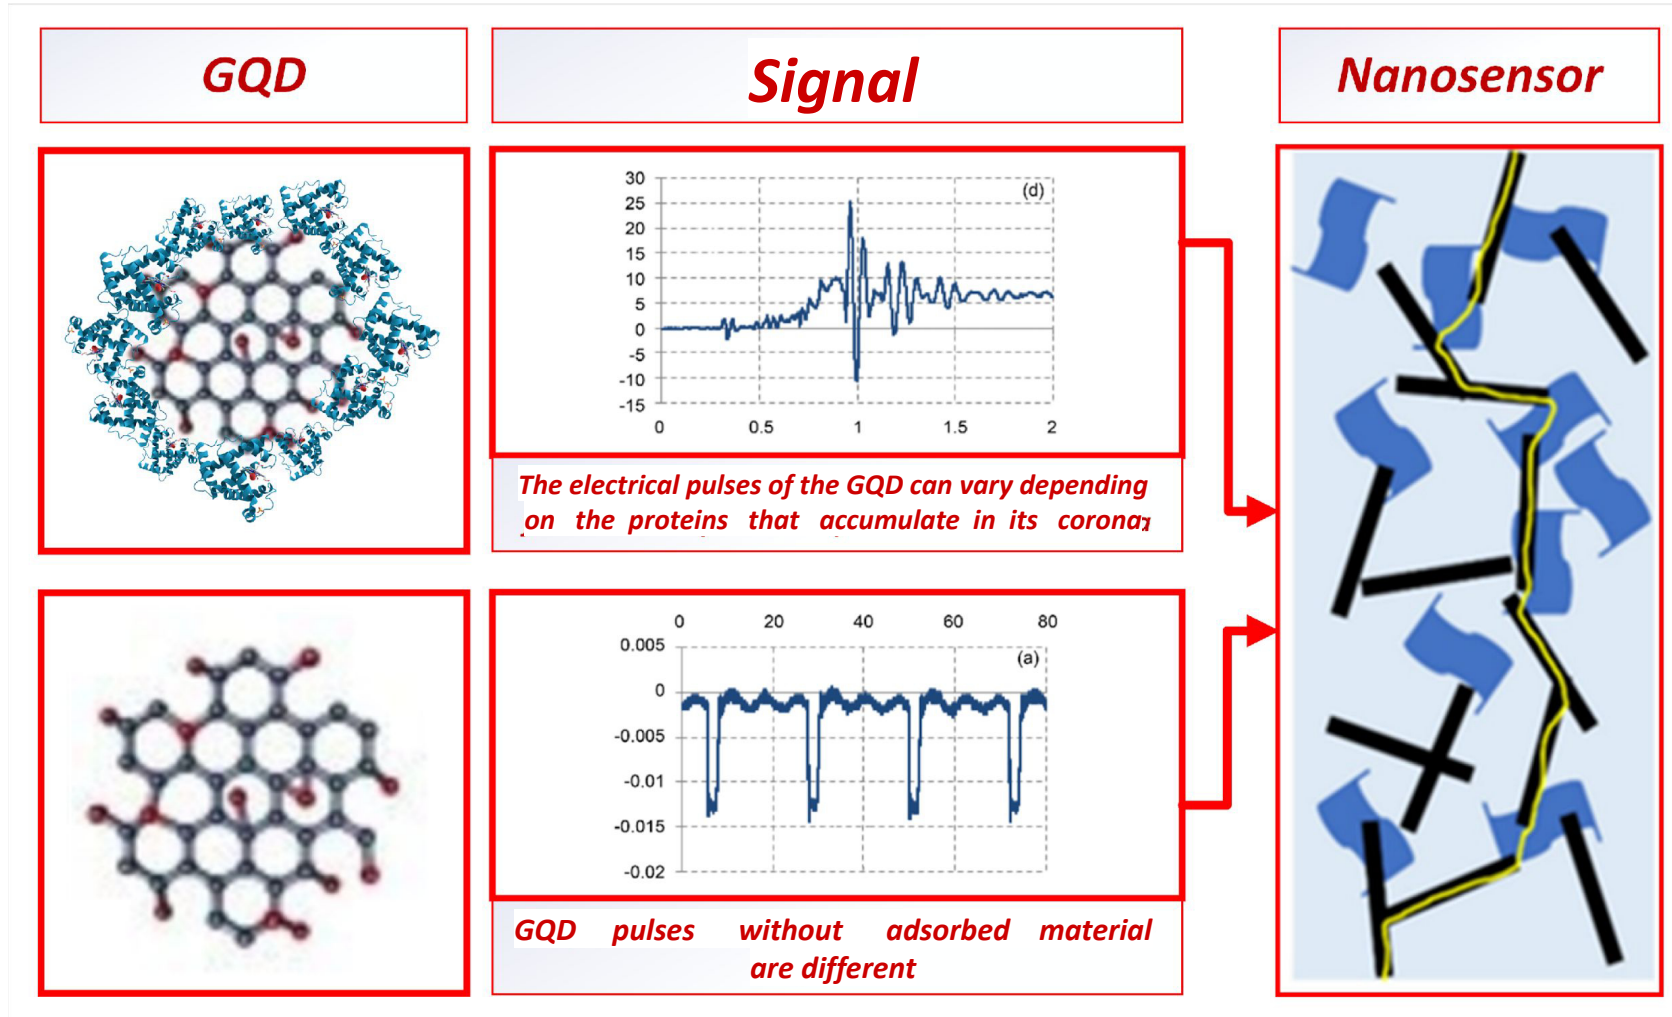 GQD
Signal
Nanosensor
(d)
30
25
20
15
10
5
0
-5
-10
-15
0 0.5 1 1.5 2
The electrical pulses of the GQD can vary depending
on the proteins that accumulate in its corona
0 20 40 60 80
(a)
0.005
0
-0.005
-0.01
-0.015
-0.02
GQD pulses without adsorbed material
are different